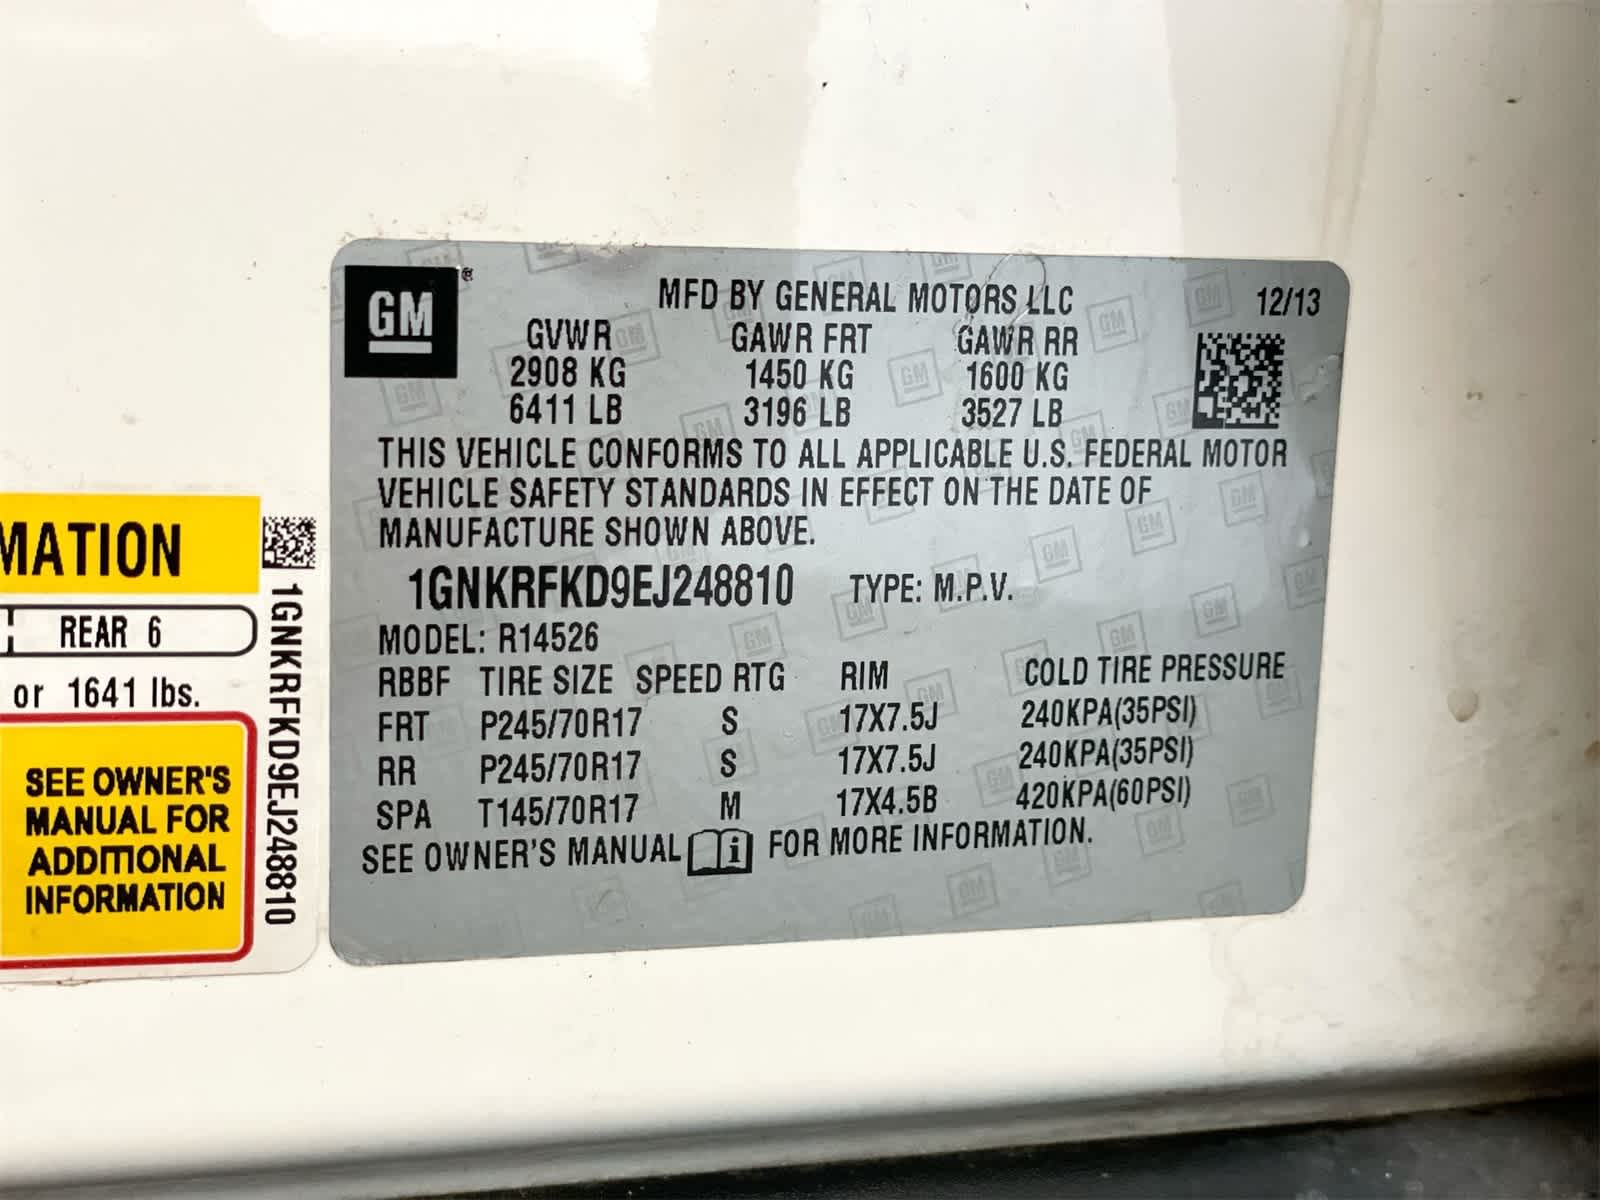 GM ®
MFD BY GENERAL MOTORS LLC 12/13
GVWR GAWR FRT GAWR RR
2908 KG 1450 KG 1600 KG
6411 LB 3196 LB 3527 LB
THIS VEHICLE CONFORMS TO ALL APPLICABLE U.S. FEDERAL MOTOR
VEHICLE SAFETY STANDARDS IN EFFECT ON THE DATE OF
MANUFACTURE SHOWN ABOVE.
1GNKRFKD9EJ248810 TYPE: M.P.V.
MODEL: R14526
RBBF TIRE SIZE SPEED RTG RIM COLD TIRE PRESSURE
FRT P245/70R17 S 17X7.5J 240KPA(35PSI)
RR P245/70R17 S 17X7.5J 240KPA(35PSI)
SPA T145/70R17 M 17X4.5B 420KPA(60PSI)
SEE OWNER'S MANUAL i FOR MORE INFORMATION.
MATION
REAR 6
or 1641 lbs.
SEE OWNER'S
MANUAL FOR
ADDITIONAL
INFORMATION
1GNKRFKD9EJ248810